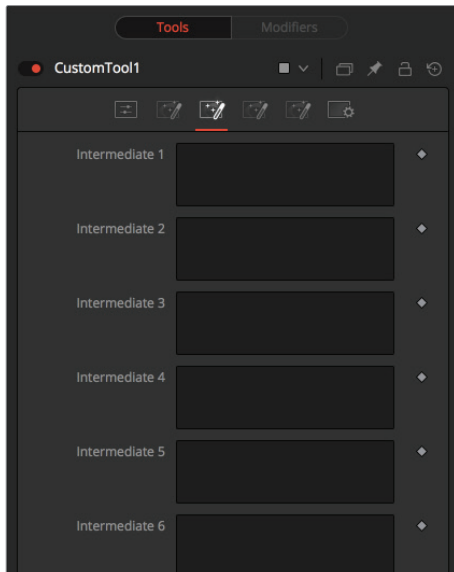 Tools Modifiers
CustomTool1
Intermediate 1
Intermediate 2
Intermediate 3
Intermediate 4
Intermediate 5
Intermediate 6